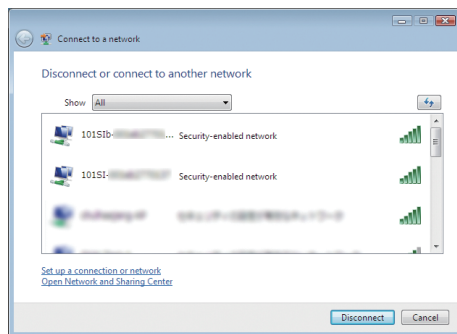 Connect to a network
Disconnect or connect to another network
Show All
101SIb- ... Security-enabled network
101SI- Security-enabled network
Set up a connection or network
Open Network and Sharing Center
Disconnect Cancel